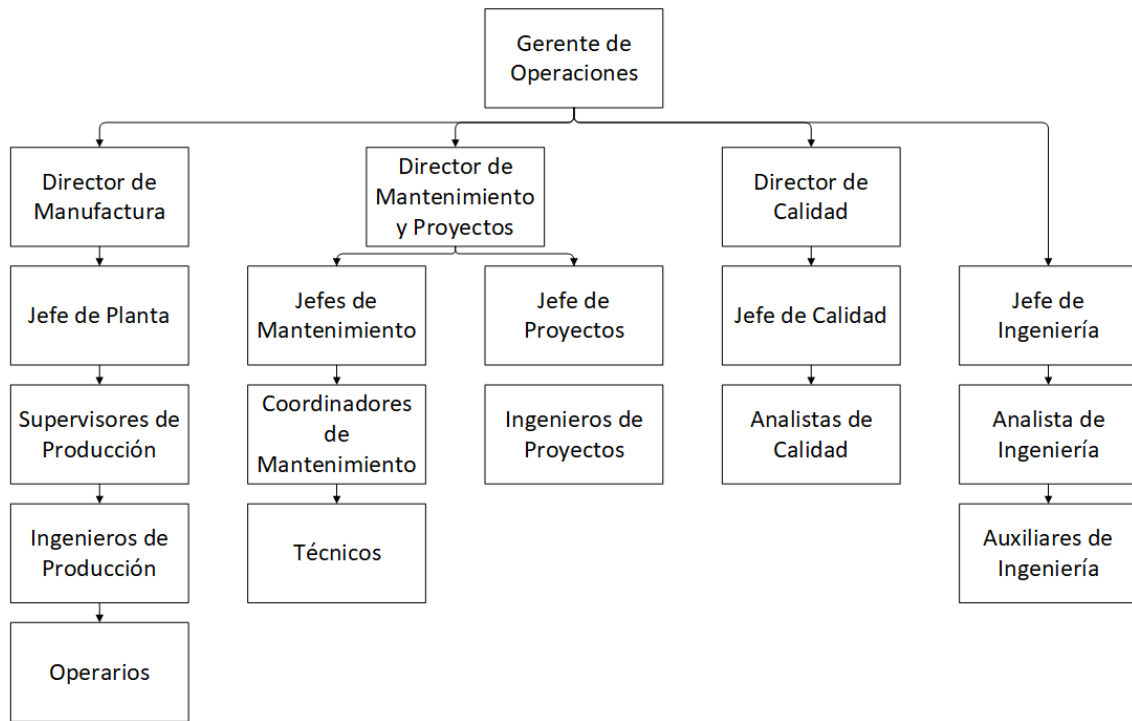 Gerente de
Operaciones
Director de
Manufactura
Director de
Mantenimiento
y Proyectos
Director de
Calidad
Jefe de Planta
Jefes de
Mantenimiento
Jefe de
Proyectos
Jefe de Calidad
Jefe de
Ingeniería
Supervisores de
Producción
Coordinadores
de
Mantenimiento
Ingenieros de
Proyectos
Analistas de
Calidad
Analista de
Ingeniería
Ingenieros de
Producción
Técnicos
Auxiliares de
Ingeniería
Operarios